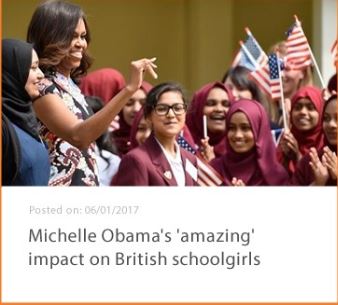 Posted on: 06/01/2017
Michelle Obama's 'amazing'
impact on British schoolgirls